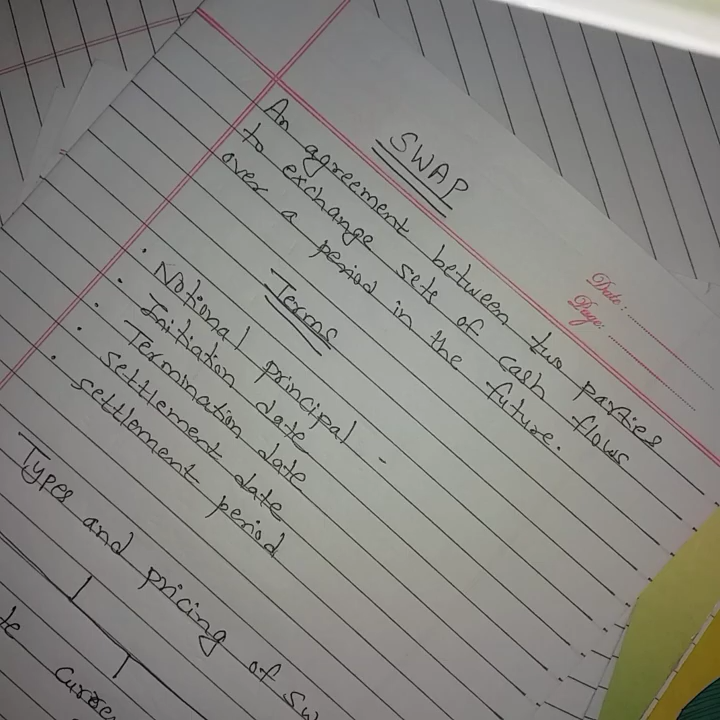 Date:
Page:
SWAP
An agreement between two parties
to exchange sets of cash flows
over a period in the future.
Terms
• Notional principal -
• Initiation date
• Termination date
• settlement date
• settlement period
Types and pricing of